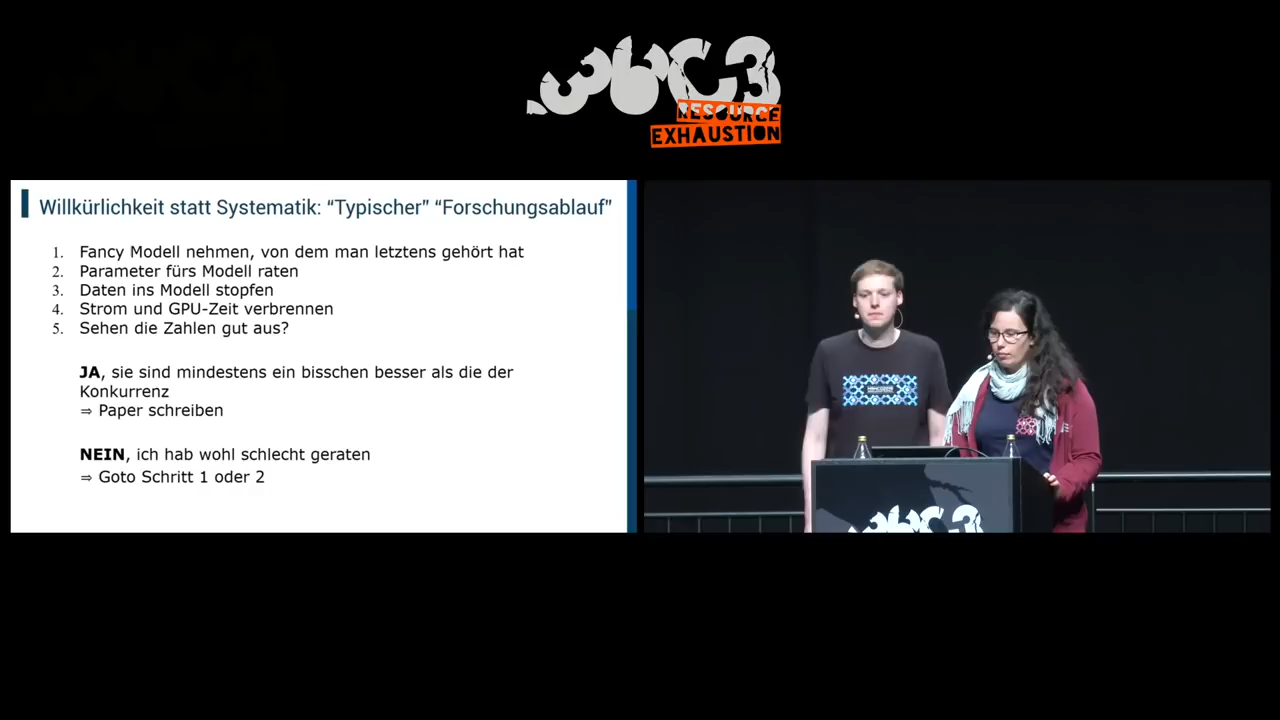 36C3
RESOURCE
EXHAUSTION
Willkürlichkeit statt Systematik: “Typischer” “Forschungsablauf”
1. Fancy Modell nehmen, von dem man letztens gehört hat
2. Parameter fürs Modell raten
3. Daten ins Modell stopfen
4. Strom und GPU-Zeit verbrennen
5. Sehen die Zahlen gut aus?
JA, sie sind mindestens ein bisschen besser als die der
Konkurrenz
⇒ Paper schreiben
NEIN, ich hab wohl schlecht geraten
⇒ Goto Schritt 1 oder 2
36C3